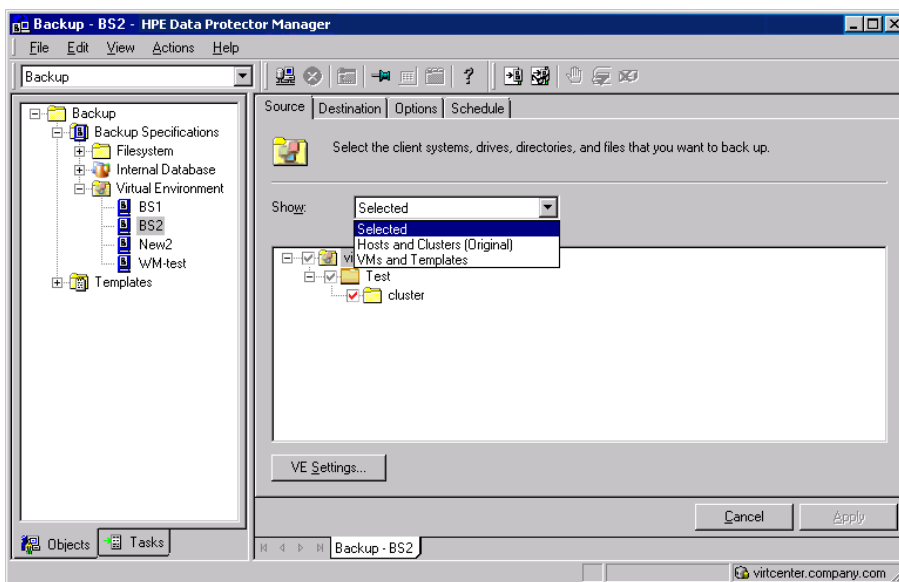 Backup - BS2 - HPE Data Protector Manager
File Edit View Actions Help
Backup
Source Destination Options Schedule
Backup
Backup Specifications
Filesystem
Internal Database
Virtual Environment
BS1
BS2
New2
WM-test
Templates
Select the client systems, drives, directories, and files that you want to back up.
Show: Selected
Selected
Hosts and Clusters (Original)
VMs and Templates
Test
cluster
VE Settings...
Cancel Apply
Objects Tasks
Backup - BS2
virtcenter.company.com